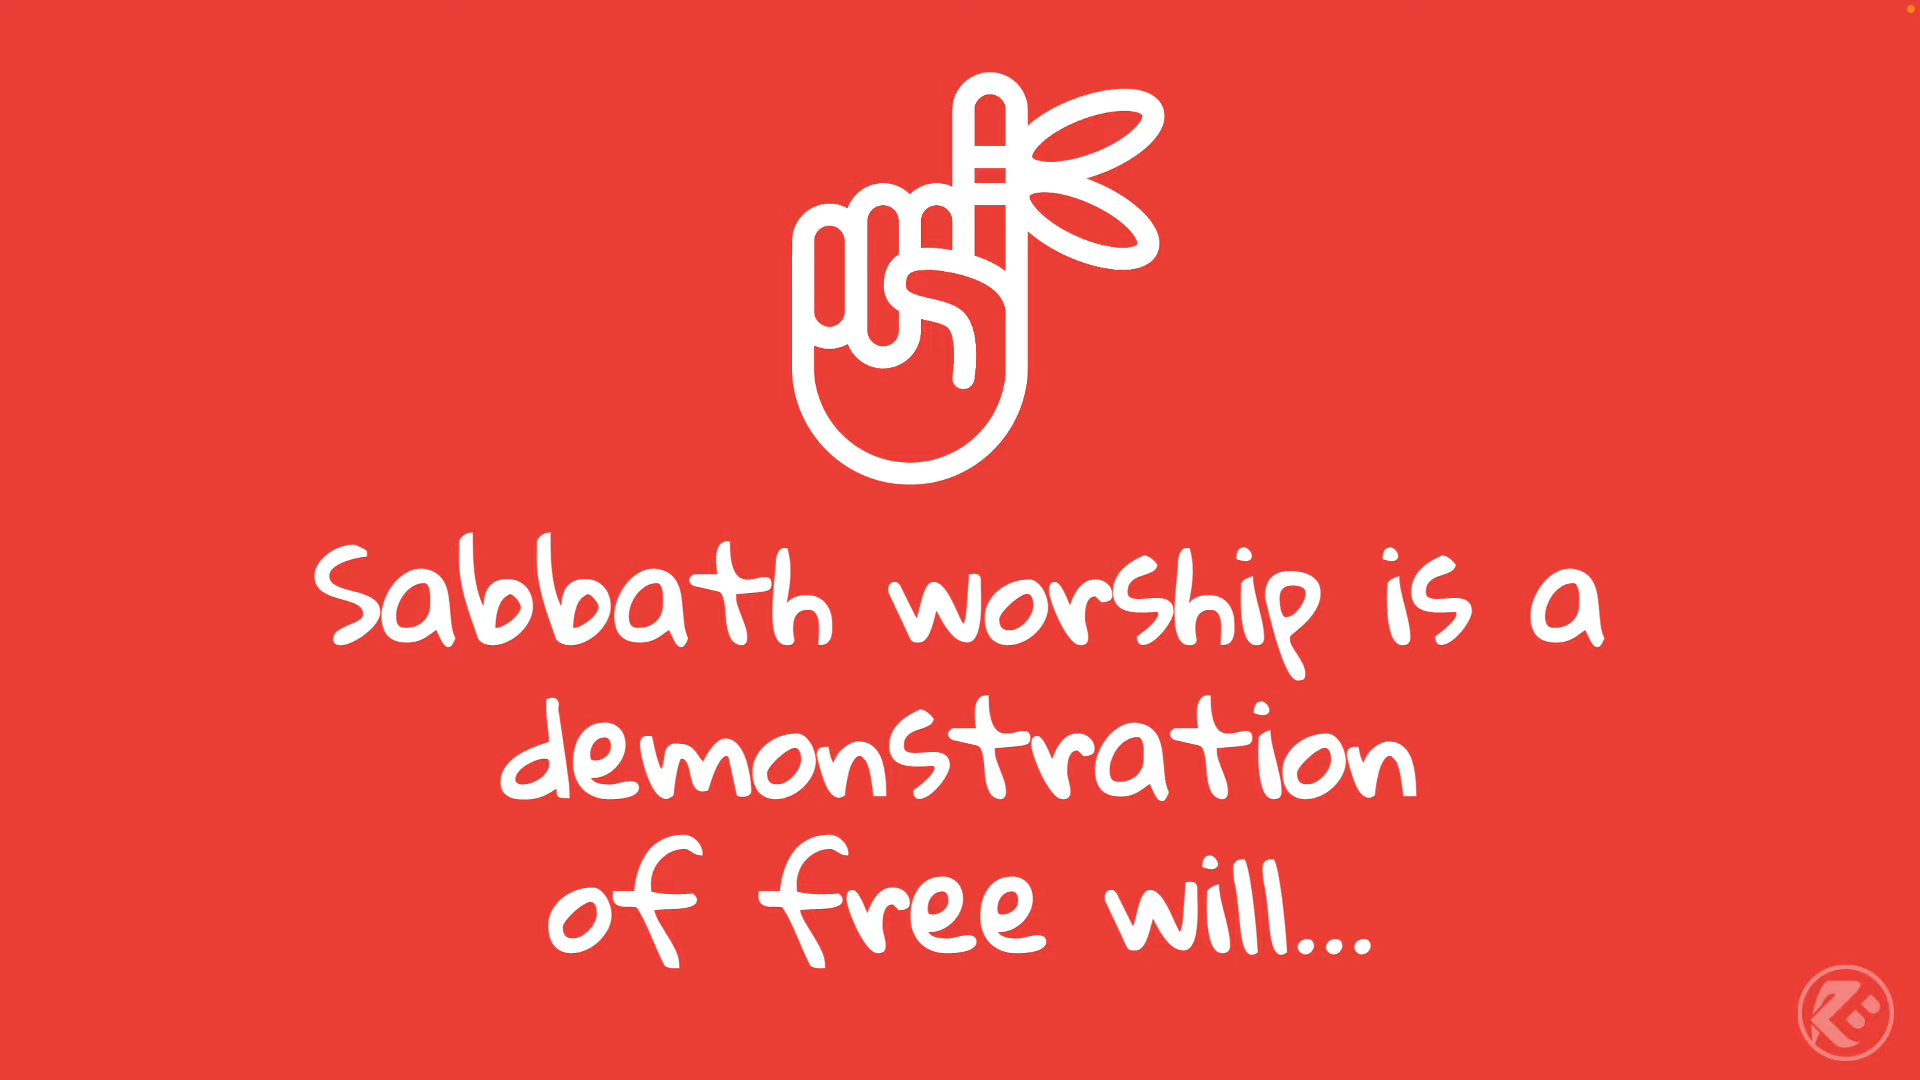 Sabbath worship is a
demonstration
of free will...